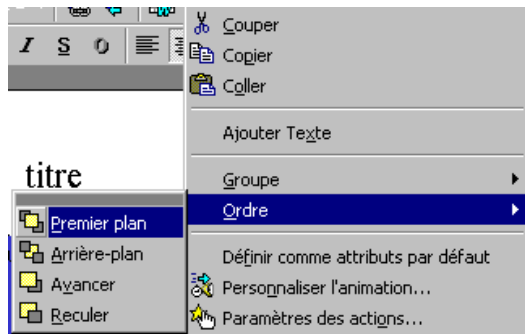 I S O
Couper
Copier
Coller
Ajouter Texte
titre
Groupe
Ordre
Premier plan
Arrière-plan
Avancer
Reculer
Définir comme attributs par défaut
Personnaliser l'animation...
Paramètres des actions...